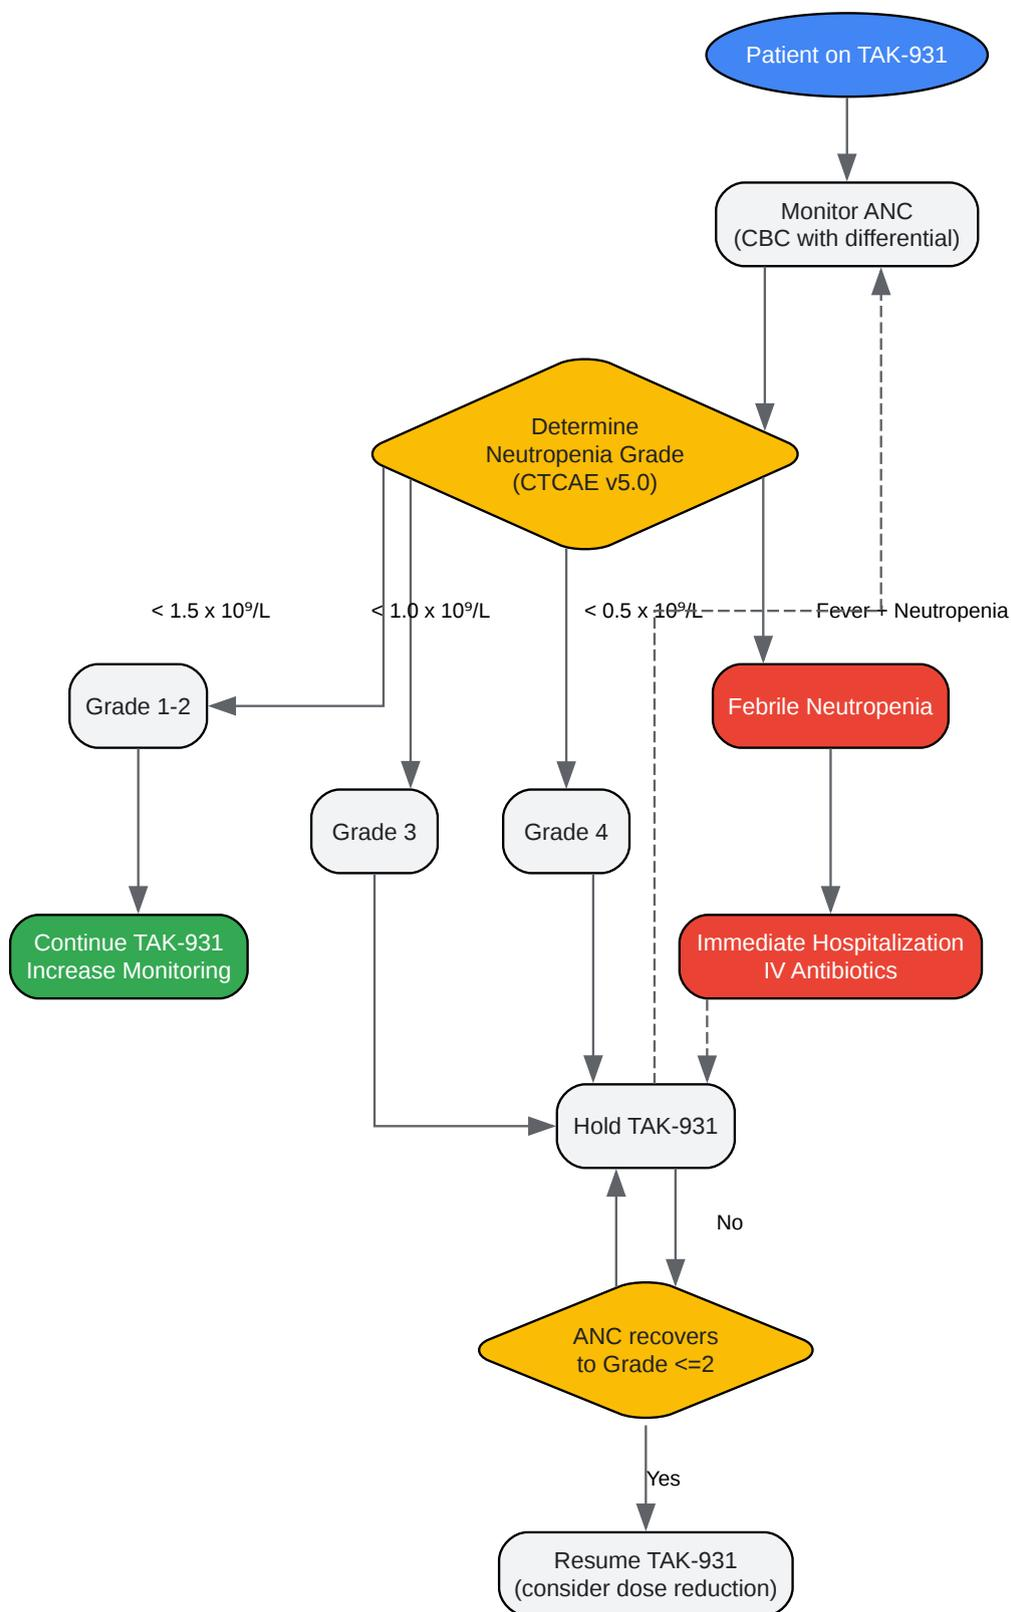 Patient on TAK-931
Monitor ANC
(CBC with differential)
Determine
Neutropenia Grade
(CTCAE v5.0)
< 1.5 x 10⁹/L
< 1.0 x 10⁹/L
< 0.5 x 10⁹/L
Fever + Neutropenia
Grade 1-2
Febrile Neutropenia
Grade 3
Grade 4
Continue TAK-931
Increase Monitoring
Immediate Hospitalization
IV Antibiotics
Hold TAK-931
No
ANC recovers
to Grade <=2
Yes
Resume TAK-931
(consider dose reduction)